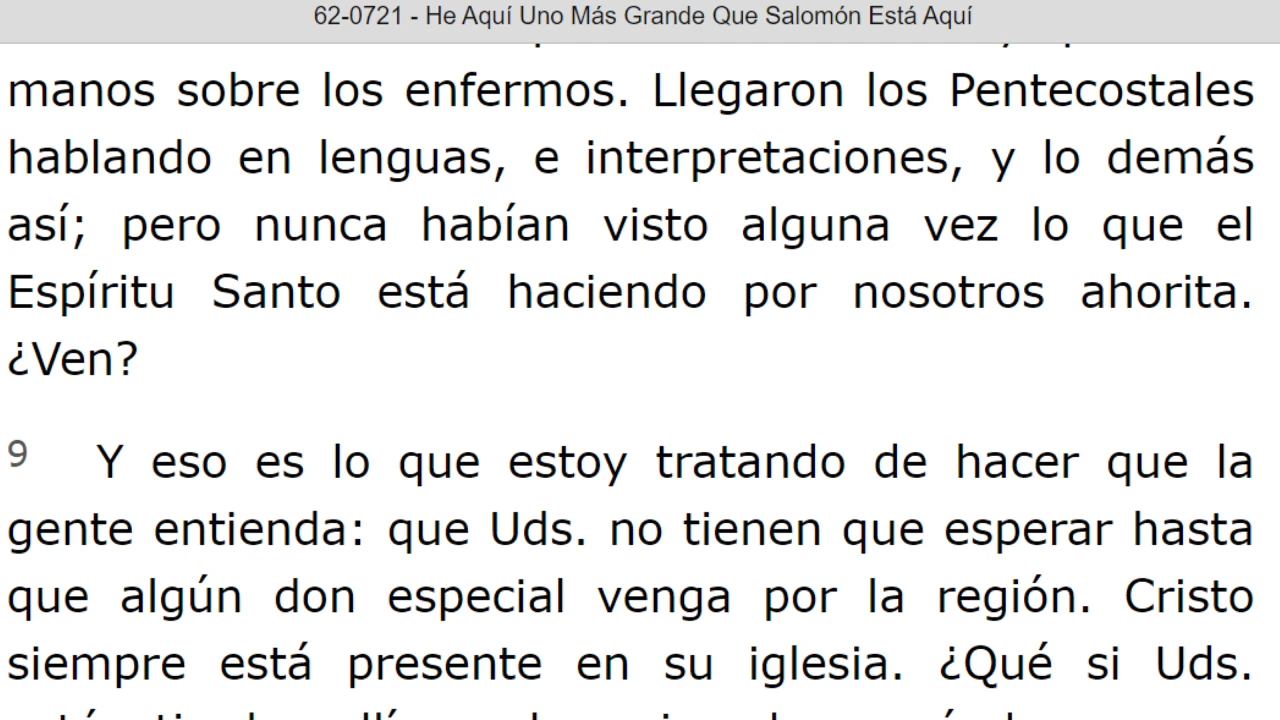 62-0721 - He Aquí Uno Más Grande Que Salomón Está Aquí
manos sobre los enfermos. Llegaron los Pentecostales
hablando en lenguas, e interpretaciones, y lo demás
así; pero nunca habían visto alguna vez lo que el
Espíritu Santo está haciendo por nosotros ahorita.
¿Ven?
9 Y eso es lo que estoy tratando de hacer que la
gente entienda: que Uds. no tienen que esperar hasta
que algún don especial venga por la región. Cristo
siempre está presente en su iglesia. ¿Qué si Uds.